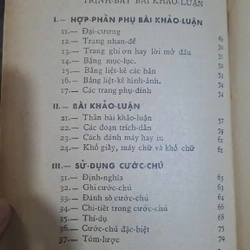 TRÌNH-BÀY BÀI KHẢO-LUẬN
I.— HỢP-PHẦN PHỤ BÀI KHẢO-LUẬN
11.— Đại-cương
12.— Trang nhan-đề
13.— Trang ghi ơn hay lời mở đầu
14.— Bảng mục-lục.
15.— Bảng liệt-kê các bản
16.— Bảng liệt-kê hình-ảnh.
17.— Các trang phụ-đính
II.— BÀI KHẢO-LUẬN
21.— Thân bài khảo-luận
22.— Các đoạn trích-dẫn
23.— Cách đánh máy hay in
24.— Khổ giấy, máy chữ và khổ chữ
III.— SỬ-DỤNG CƯỚC-CHÚ
31.— Định-nghĩa
32.— Ghi cước-chú
33.— Đánh số cước-chú
34.— Chi-tiết trong cước-chú
35.— Thí-dụ
36.— Cước-chú đặc-biệt
37.— Tóm-lược